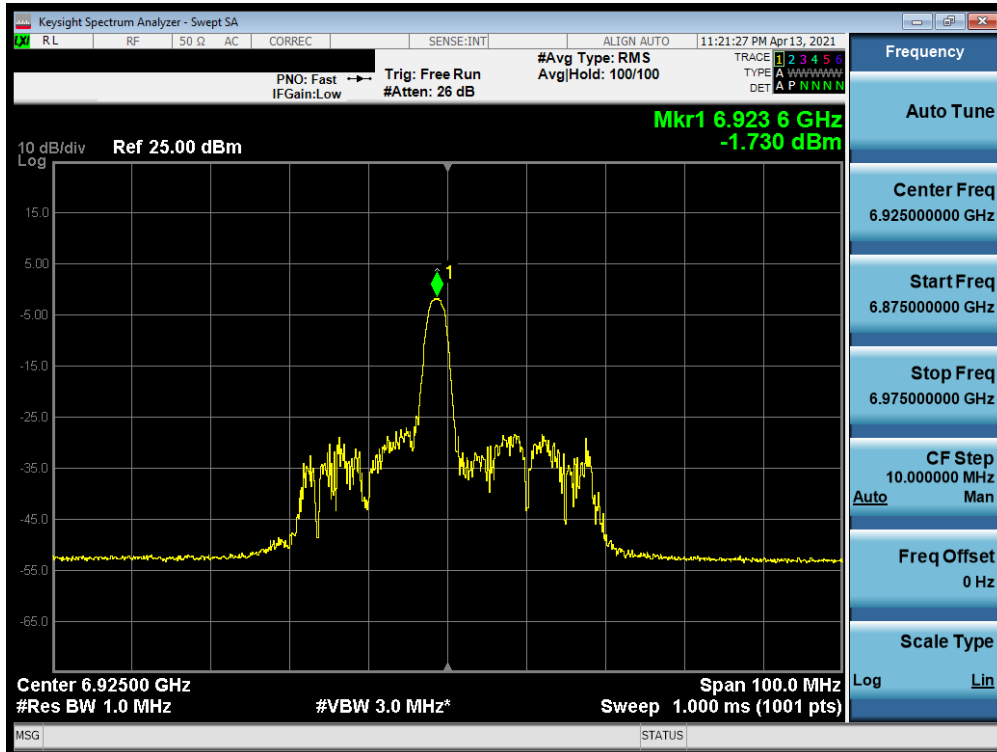 Keysight Spectrum Analyzer - Swept SA
LXI RL RF 50 Ω AC CORREC SENSE:INT ALIGN AUTO 11:21:27 PM Apr 13, 2021
PNO: Fast
IFGain:Low
Trig: Free Run
#Atten: 26 dB
#Avg Type: RMS
Avg|Hold: 100/100
TRACE 1 2 3 4 5 6
TYPE A WWWWW
DET A P N N N N
Mkr1 6.923 6 GHz
-1.730 dBm
10 dB/div
Log
Ref 25.00 dBm
15.0
5.00
-5.00
-15.0
-25.0
-35.0
-45.0
-55.0
-65.0
1
Center 6.92500 GHz
#Res BW 1.0 MHz
#VBW 3.0 MHz*
Span 100.0 MHz
Sweep 1.000 ms (1001 pts)
MSG
STATUS
Frequency
Auto Tune
Center Freq
6.925000000 GHz
Start Freq
6.875000000 GHz
Stop Freq
6.975000000 GHz
CF Step
10.000000 MHz
Auto Man
Freq Offset
0 Hz
Scale Type
Log Lin